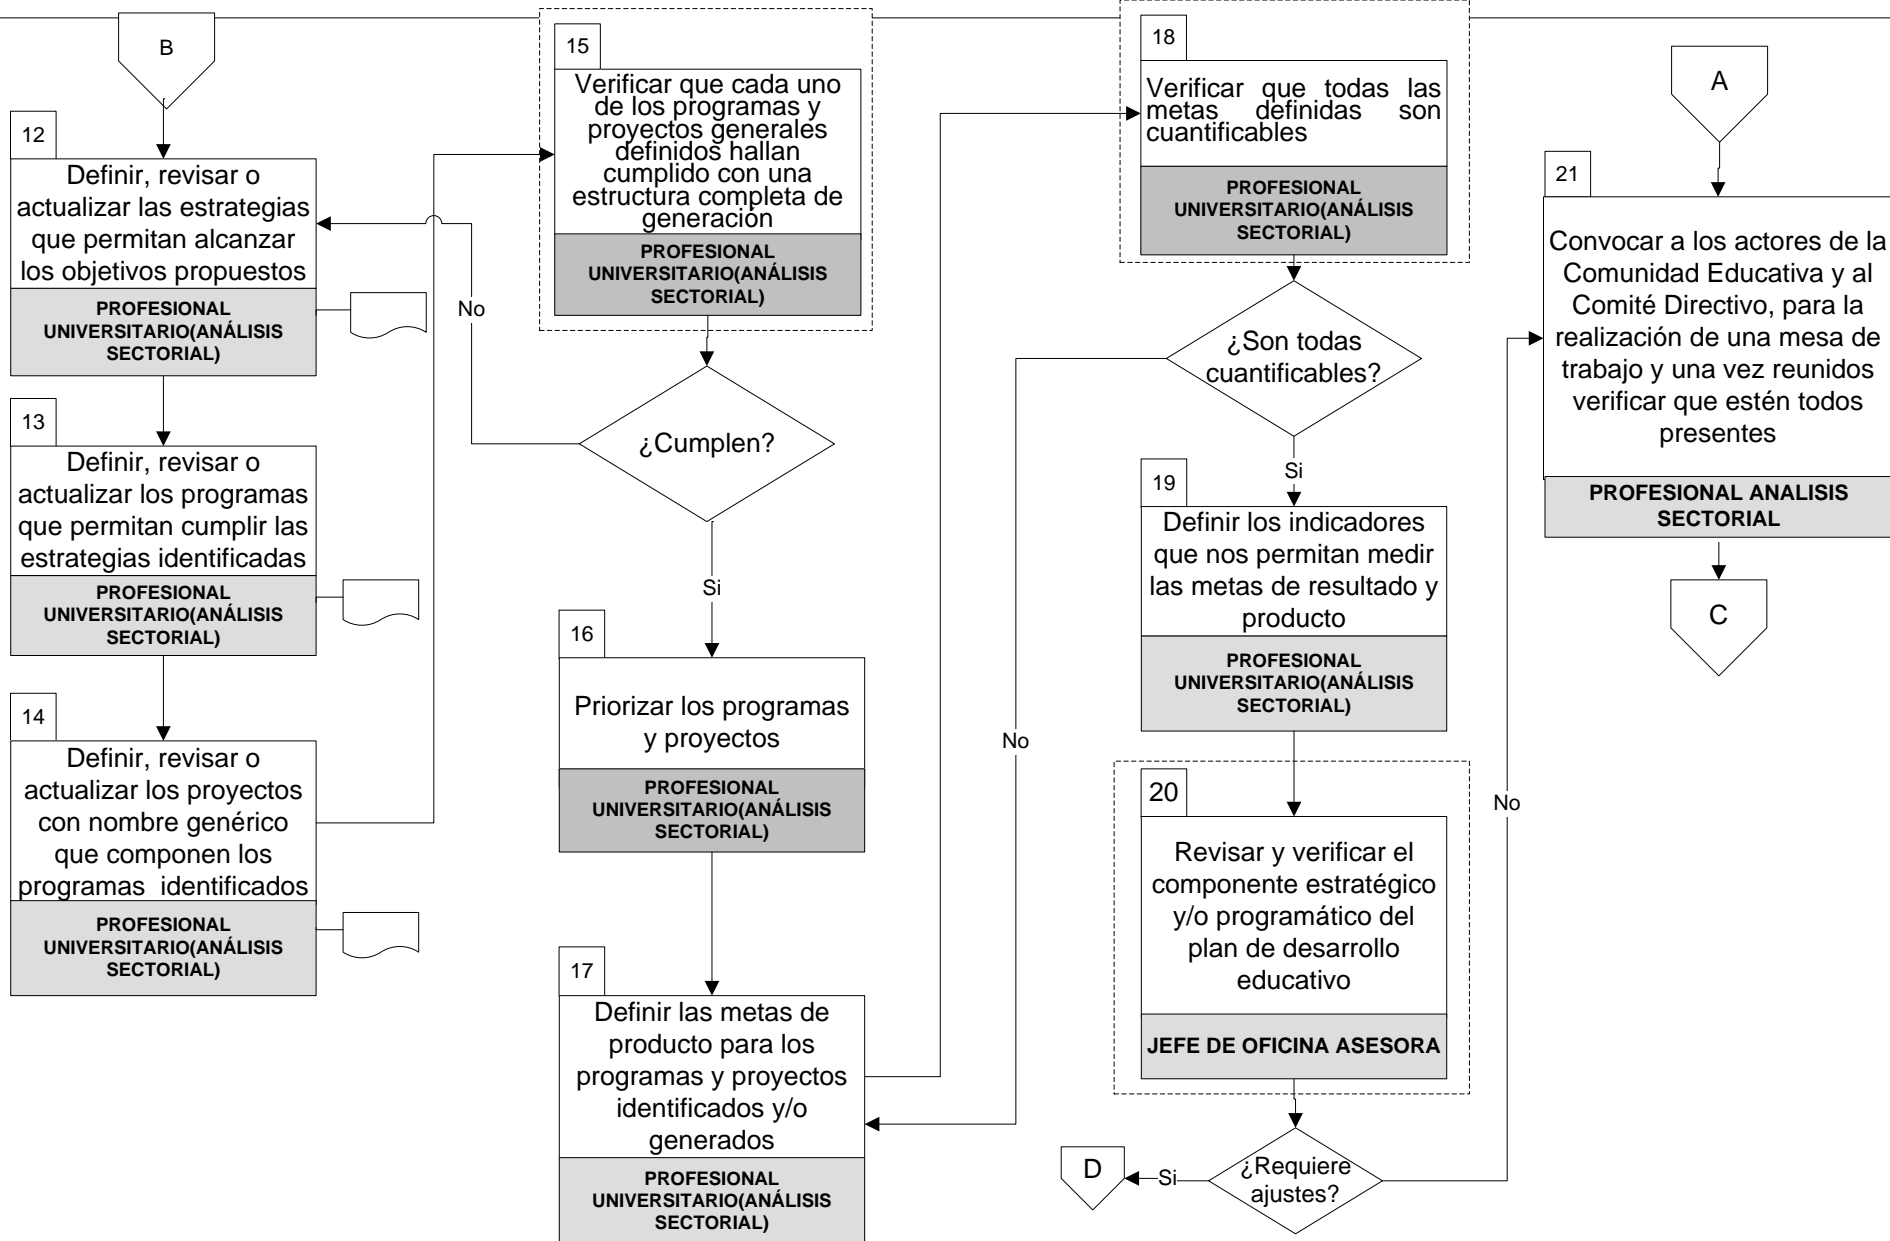 B
12
Definir, revisar o
actualizar las estrategias
que permitan alcanzar
los objetivos propuestos
PROFESIONAL
UNIVERSITARIO(ANÁLISIS
SECTORIAL)
13
Definir, revisar o
actualizar los programas
que permitan cumplir las
estrategias identificadas
PROFESIONAL
UNIVERSITARIO(ANÁLISIS
SECTORIAL)
14
Definir, revisar o
actualizar los proyectos
con nombre genérico
que componen los
programas identificados
PROFESIONAL
UNIVERSITARIO(ANÁLISIS
SECTORIAL)
15
Verificar que cada uno
de los programas y
proyectos generales
definidos hallan
cumplido con una
estructura completa de
generación
PROFESIONAL
UNIVERSITARIO(ANÁLISIS
SECTORIAL)
No
¿Cumplen?
Si
16
Priorizar los programas
y proyectos
PROFESIONAL
UNIVERSITARIO(ANÁLISIS
SECTORIAL)
17
Definir las metas de
producto para los
programas y proyectos
identificados y/o
generados
PROFESIONAL
UNIVERSITARIO(ANÁLISIS
SECTORIAL)
18
Verificar que todas las
metas definidas son
cuantificables
PROFESIONAL
UNIVERSITARIO(ANÁLISIS
SECTORIAL)
¿Son todas
cuantificables?
No
Si
19
Definir los indicadores
que nos permitan medir
las metas de resultado y
producto
PROFESIONAL
UNIVERSITARIO(ANÁLISIS
SECTORIAL)
20
Revisar y verificar el
componente estratégico
y/o programático del
plan de desarrollo
educativo
JEFE DE OFICINA ASESORA
¿Requiere
ajustes?
Si
D
No
A
21
Convocar a los actores de la
Comunidad Educativa y al
Comité Directivo, para la
realización de una mesa de
trabajo y una vez reunidos
verificar que estén todos
presentes
PROFESIONAL ANALISIS
SECTORIAL
C